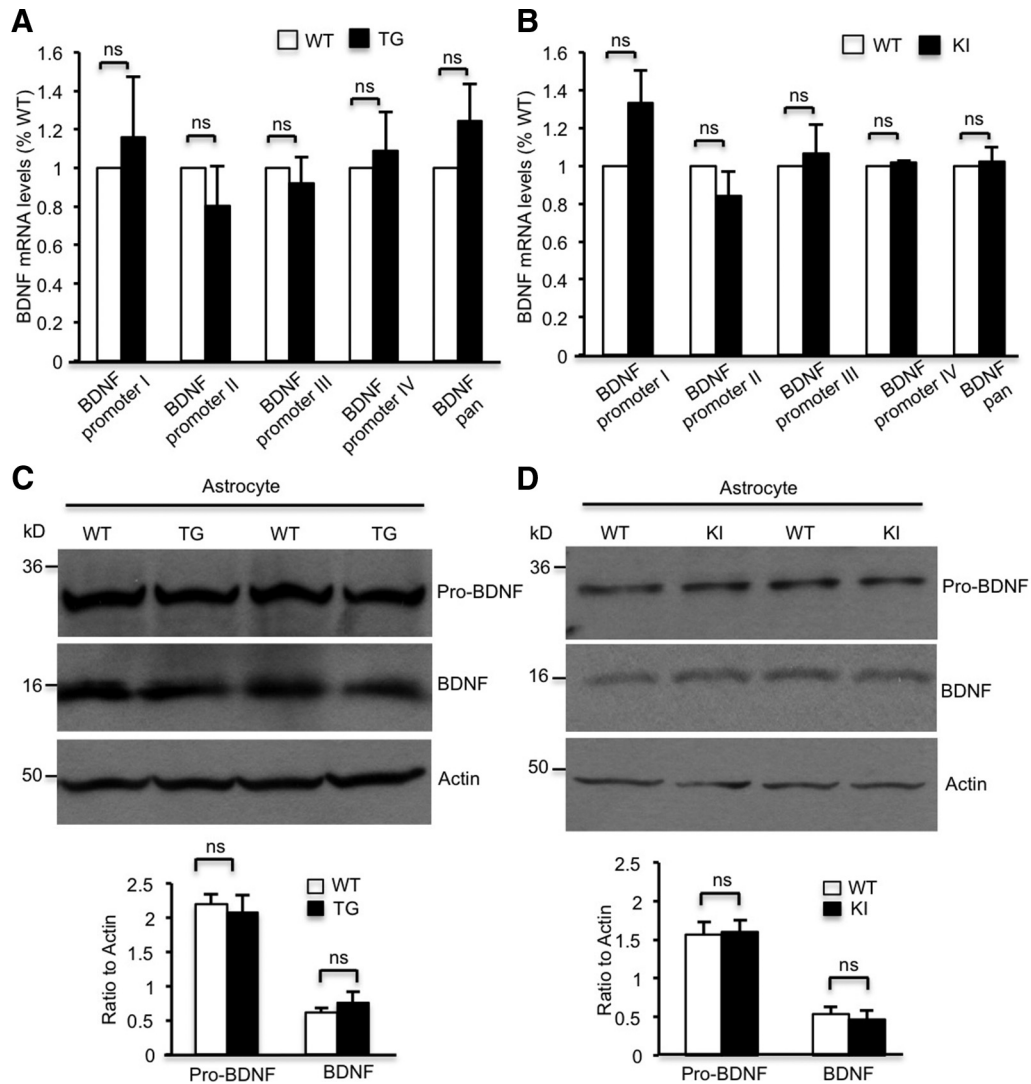 A
WT
TG
BDNF mRNA levels (% WT)
1.6
1.4
1.2
1
0.8
0.6
0.4
0.2
0
ns
ns
ns
ns
ns
BDNF
promoter I
BDNF
promoter II
BDNF
promoter III
BDNF
promoter IV
BDNF
pan
B
WT
KI
BDNF mRNA levels (% WT)
1.6
1.4
1.2
1
0.8
0.6
0.4
0.2
0
ns
ns
ns
ns
ns
BDNF
promoter I
BDNF
promoter II
BDNF
promoter III
BDNF
promoter IV
BDNF
pan
C
Astrocyte
kD
WT
TG
WT
TG
36
Pro-BDNF
16
BDNF
50
Actin
Ratio to Actin
2.5
2
1.5
1
0.5
0
ns
ns
WT
TG
Pro-BDNF
BDNF
D
Astrocyte
kD
WT
KI
WT
KI
36
Pro-BDNF
16
BDNF
50
Actin
Ratio to Actin
2.5
2
1.5
1
0.5
0
ns
ns
WT
KI
Pro-BDNF
BDNF